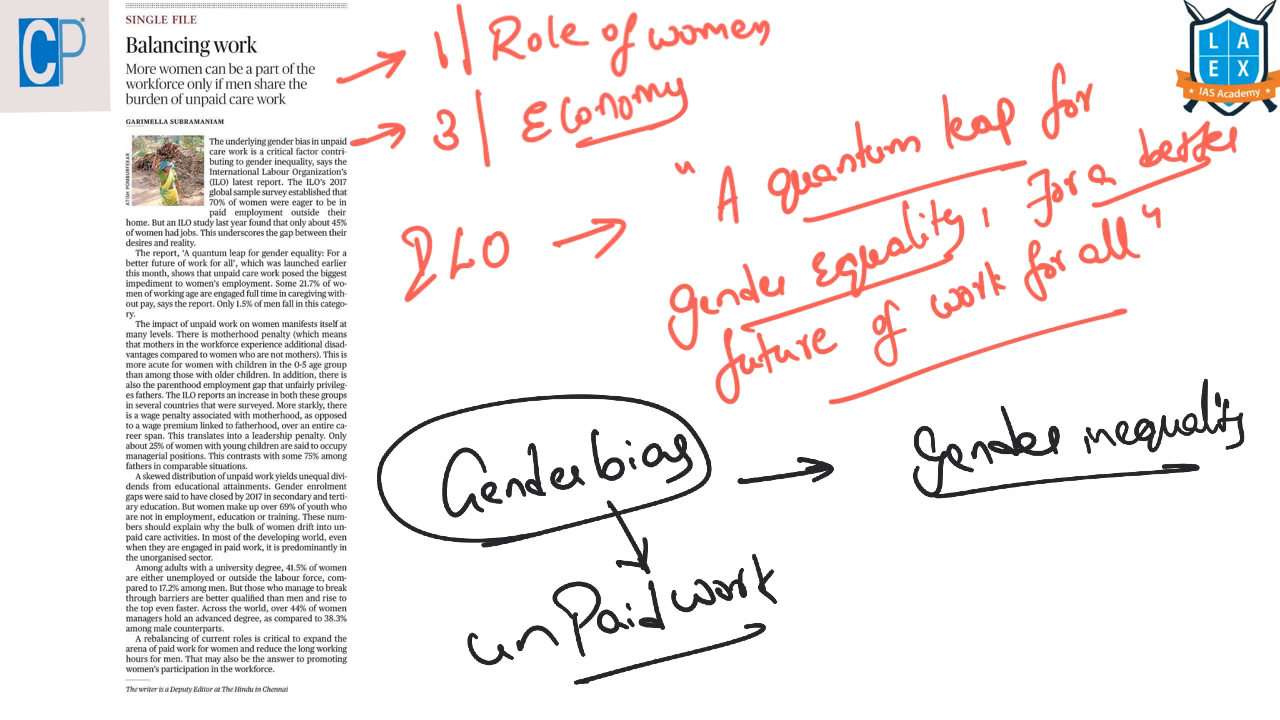 CP
SINGLE FILE
Balancing work
More women can be a part of the
workforce only if men share the
burden of unpaid care work
GARIMELLA SUBRAMANIAM
ATISH POMBURFEKAR
The underlying gender bias in unpaid
care work is a critical factor contri-
buting to gender inequality, says the
International Labour Organization's
(ILO) latest report. The ILO's 2017
global sample survey established that
70% of women were eager to be in
paid employment outside their
home. But an ILO study last year found that only about 45%
of women had jobs. This underscores the gap between their
desires and reality.
The report, 'A quantum leap for gender equality: For a
better future of work for all', which was launched earlier
this month, shows that unpaid care work posed the biggest
impediment to women's employment. Some 21.7% of wo-
men of working age are engaged full time in caregiving with-
out pay, says the report. Only 1.5% of men fall in this catego-
ry.
The impact of unpaid work on women manifests itself at
many levels. There is motherhood penalty (which means
that mothers in the workforce experience additional disad-
vantages compared to women who are not mothers). This is
more acute for women with children in the 0-5 age group
than among those with older children. In addition, there is
also the parenthood employment gap that unfairly privileg-
es fathers. The ILO reports an increase in both these groups
in several countries that were surveyed. More starkly, there
is a wage penalty associated with motherhood, as opposed
to a wage premium linked to fatherhood, over an entire ca-
reer span. This translates into a leadership penalty. Only
about 25% of women with young children are said to occupy
managerial positions. This contrasts with some 75% among
fathers in comparable situations.
A skewed distribution of unpaid work yields unequal divi-
dends from educational attainments. Gender enrolment
gaps were said to have closed by 2017 in secondary and terti-
ary education. But women make up over 69% of youth who
are not in employment, education or training. These num-
bers should explain why the bulk of women drift into un-
paid care activities. In most of the developing world, even
when they are engaged in paid work, it is predominantly in
the unorganised sector.
Among adults with a university degree, 41.5% of women
are either unemployed or outside the labour force, com-
pared to 17.2% among men. But those who manage to break
through barriers are better qualified than men and rise to
the top even faster. Across the world, over 44% of women
managers hold an advanced degree, as compared to 38.3%
among male counterparts.
A rebalancing of current roles is critical to expand the
arena of paid work for women and reduce the long working
hours for men. That may also be the answer to promoting
women's participation in the workforce.
The writer is a Deputy Editor at The Hindu in Chennai
1| Role of women
3| Economy
ILO → "A quantum leap for
gender equality, For a better
future of work for all"
Gender bias → Gender inequality
unPaid work
L A
E X
IAS Academy